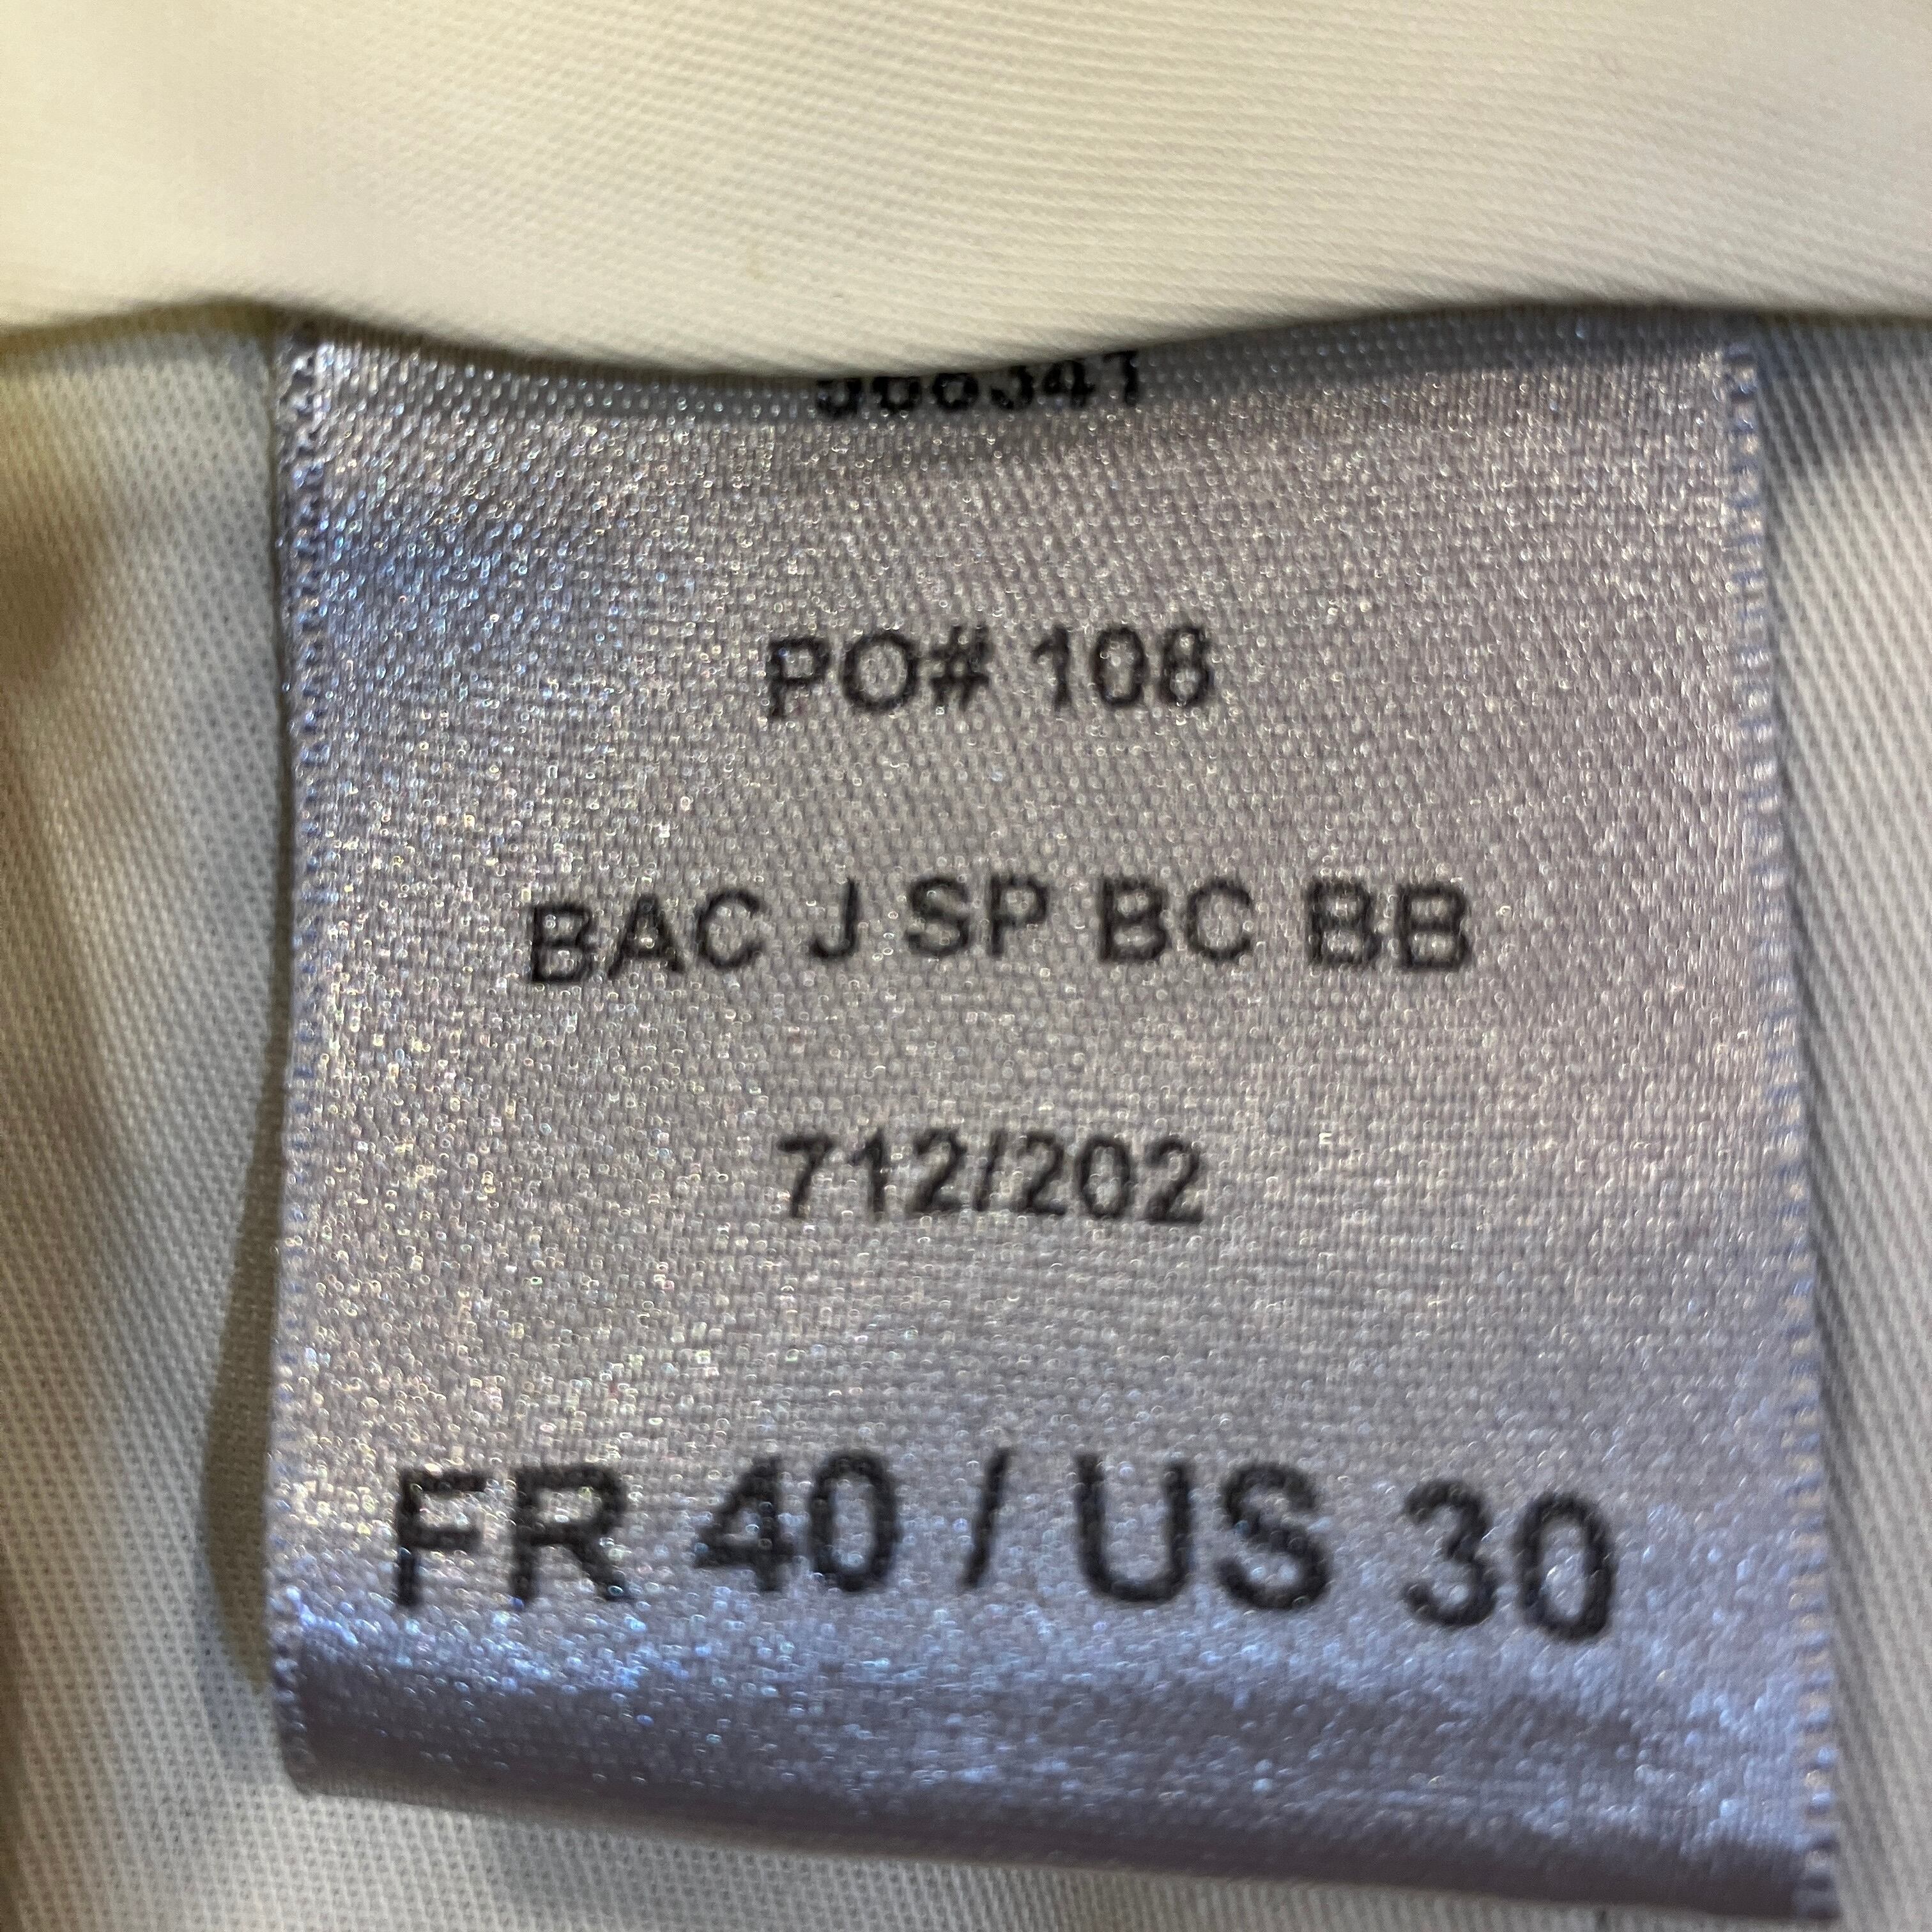 PO# 108
BAC J SP BC BB
712/202
FR 40 / US 30